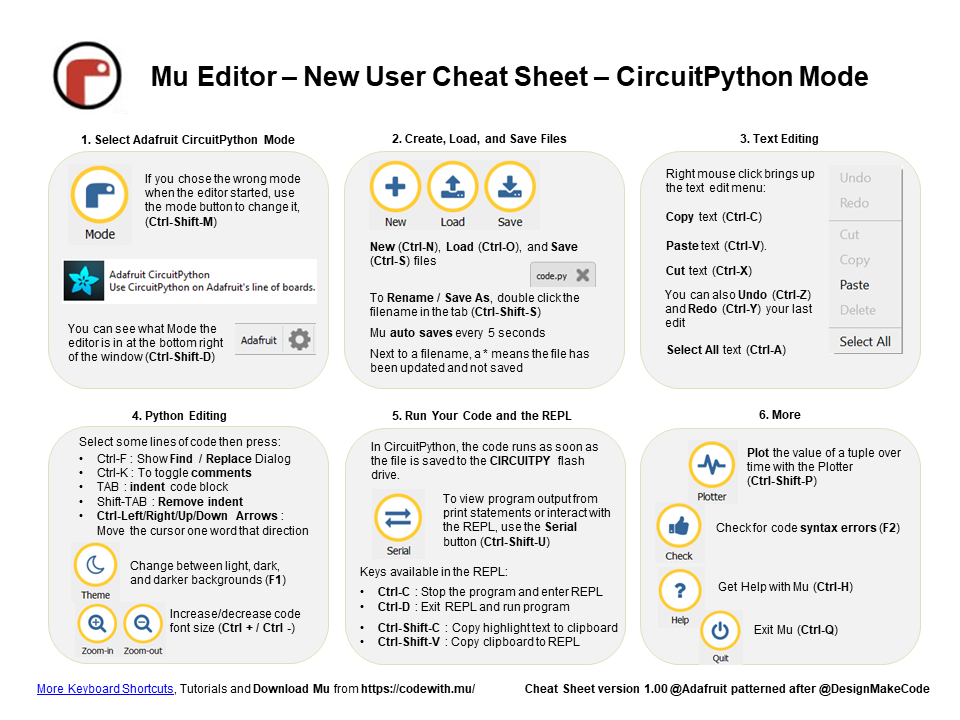 Mu Editor – New User Cheat Sheet – CircuitPython Mode
1. Select Adafruit CircuitPython Mode
If you chose the wrong mode
when the editor started, use
the mode button to change it,
(Ctrl-Shift-M)
Mode
Adafruit CircuitPython
Use CircuitPython on Adafruit's line of boards.
You can see what Mode the
editor is in at the bottom right
of the window (Ctrl-Shift-D)
Adafruit
2. Create, Load, and Save Files
New
Load
Save
New (Ctrl-N), Load (Ctrl-O), and Save
(Ctrl-S) files
code.py
To Rename / Save As, double click the
filename in the tab (Ctrl-Shift-S)
Mu auto saves every 5 seconds
Next to a filename, a * means the file has
been updated and not saved
3. Text Editing
Right mouse click brings up
the text edit menu:
Copy text (Ctrl-C)
Paste text (Ctrl-V).
Cut text (Ctrl-X)
You can also Undo (Ctrl-Z)
and Redo (Ctrl-Y) your last
edit
Select All text (Ctrl-A)
Undo
Redo
Cut
Copy
Paste
Delete
Select All
4. Python Editing
Select some lines of code then press:
• Ctrl-F : Show Find / Replace Dialog
• Ctrl-K : To toggle comments
• TAB : indent code block
• Shift-TAB : Remove indent
• Ctrl-Left/Right/Up/Down Arrows :
Move the cursor one word that direction
Theme
Change between light, dark,
and darker backgrounds (F1)
Zoom-in
Zoom-out
Increase/decrease code
font size (Ctrl + / Ctrl -)
5. Run Your Code and the REPL
In CircuitPython, the code runs as soon as
the file is saved to the CIRCUITPY flash
drive.
Serial
To view program output from
print statements or interact with
the REPL, use the Serial
button (Ctrl-Shift-U)
Keys available in the REPL:
• Ctrl-C : Stop the program and enter REPL
• Ctrl-D : Exit REPL and run program
• Ctrl-Shift-C : Copy highlight text to clipboard
• Ctrl-Shift-V : Copy clipboard to REPL
6. More
Plotter
Plot the value of a tuple over
time with the Plotter
(Ctrl-Shift-P)
Check
Check for code syntax errors (F2)
Help
Get Help with Mu (Ctrl-H)
Quit
Exit Mu (Ctrl-Q)
More Keyboard Shortcuts, Tutorials and Download Mu from https://codewith.mu/
Cheat Sheet version 1.00 @Adafruit patterned after @DesignMakeCode